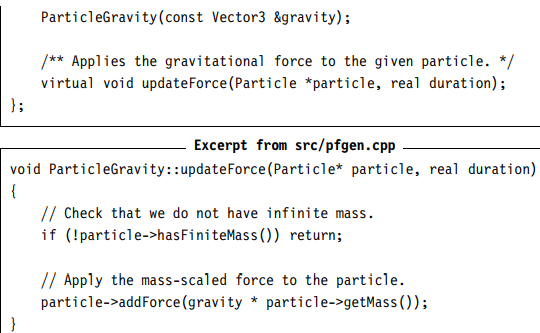 ParticleGravity(const Vector3 &gravity);
/** Applies the gravitational force to the given particle. */
virtual void updateForce(Particle *particle, real duration);
};
Excerpt from src/pfgen.cpp
void ParticleGravity::updateForce(Particle* particle, real duration)
{
// Check that we do not have infinite mass.
if (!particle->hasFiniteMass()) return;
// Apply the mass-scaled force to the particle.
particle->addForce(gravity * particle->getMass());
}